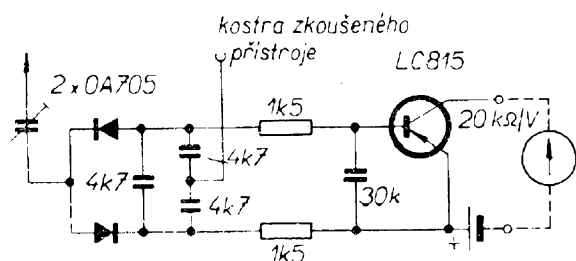 kostra zkoušeného
přístroje
LC815
2×0A705
1k5
20 kΩ/V
4k7
4k7
4k7
30k
+
1k5